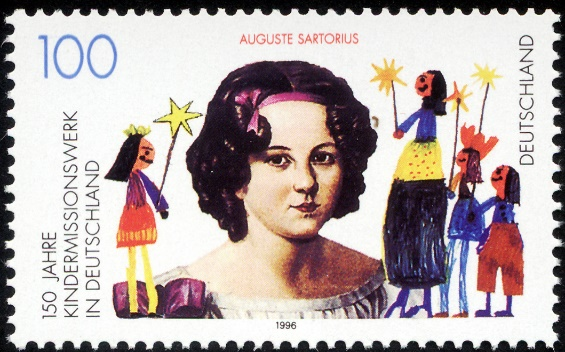 AUGUSTE SARTORIUS
100
150 JAHRE
KINDERMISSIONSWERK
IN DEUTSCHLAND
DEUTSCHLAND
1996